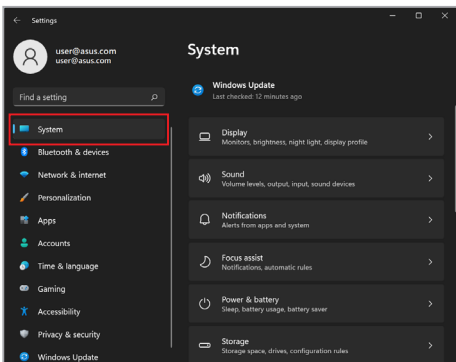 Settings
user@asus.com
user@asus.com
Find a setting
System
Bluetooth & devices
Network & internet
Personalization
Apps
Accounts
Time & language
Gaming
Accessibility
Privacy & security
Windows Update
System
Windows Update
Last checked: 12 minutes ago
Display
Monitors, brightness, night light, display profile
Sound
Volume levels, output, input, sound devices
Notifications
Alerts from apps and system
Focus assist
Notifications, automatic rules
Power & battery
Sleep, battery usage, battery saver
Storage
Storage space, drives, configuration rules